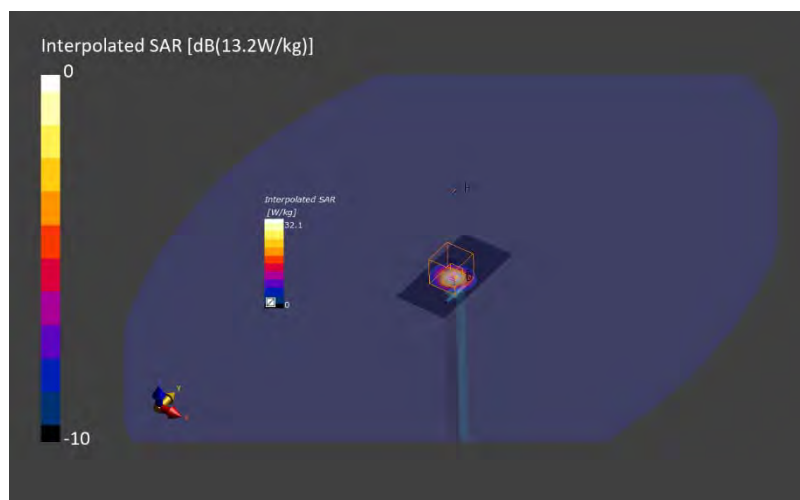 Interpolated SAR [dB(13.2W/kg)]
0
Interpolated SAR
[W/kg]
32.1
0
Y
X
-10